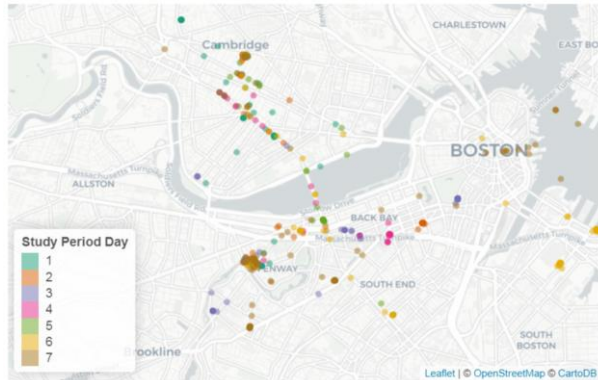 CHARLESTOWN
Cambridge
EAST BO
BOSTON
Massachusetts Turnpike
ALLSTON
BACK BAY
Massachusetts Turnpike
Massachusetts Turnpike
Study Period Day
1
2
3
4
5
6
7
ENWAY
SOUTH END
SOUTH
BOSTON
Brookline
Leaflet | © OpenStreetMap © CartoDB